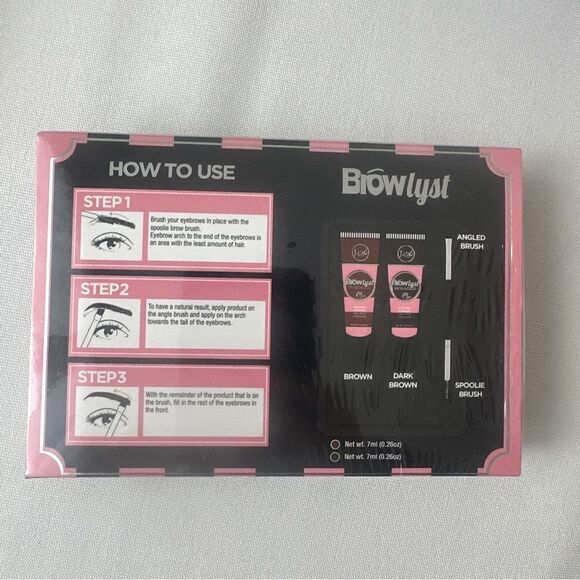 HOW TO USE
STEP 1
Brush your eyebrows in place with the
spoolie brow brush.
Eyebrow arch to the end of the eyebrows is
an area with the least amount of hair.
STEP2
To have a natural result, apply product on
the angle brush and apply on the arch
towards the tail of the eyebrows.
STEP3
With the remainder of the product that is on
the brush, fill in the rest of the eyebrows in
the front.
Browlyst
ANGLED
BRUSH
Browlyst
Browlyst
BROWN
DARK
BROWN
SPOOLIE
BRUSH
Net wt. 7ml (0.26oz)
Net wt. 7ml (0.26oz)